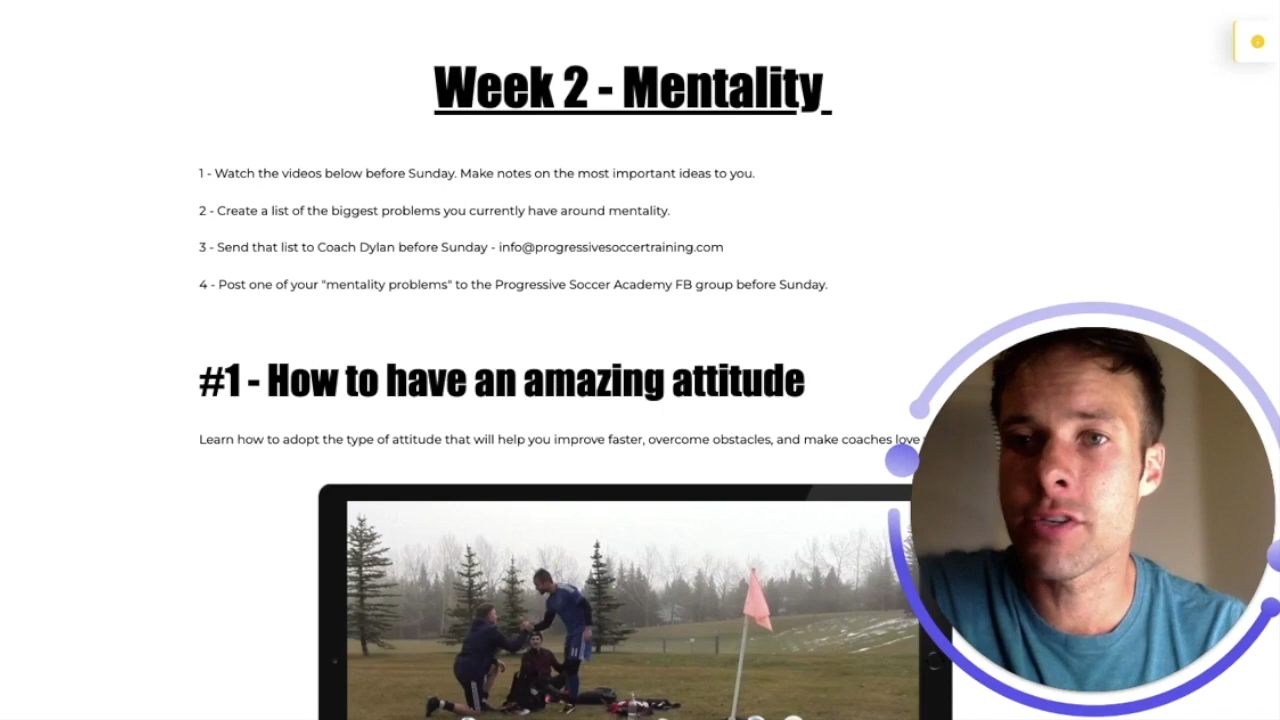 Week 2 - Mentality
1 - Watch the videos below before Sunday. Make notes on the most important ideas to you.
2 - Create a list of the biggest problems you currently have around mentality.
3 - Send that list to Coach Dylan before Sunday - info@progressivesoccertraining.com
4 - Post one of your "mentality problems" to the Progressive Soccer Academy FB group before Sunday.
#1 - How to have an amazing attitude
Learn how to adopt the type of attitude that will help you improve faster, overcome obstacles, and make coaches love